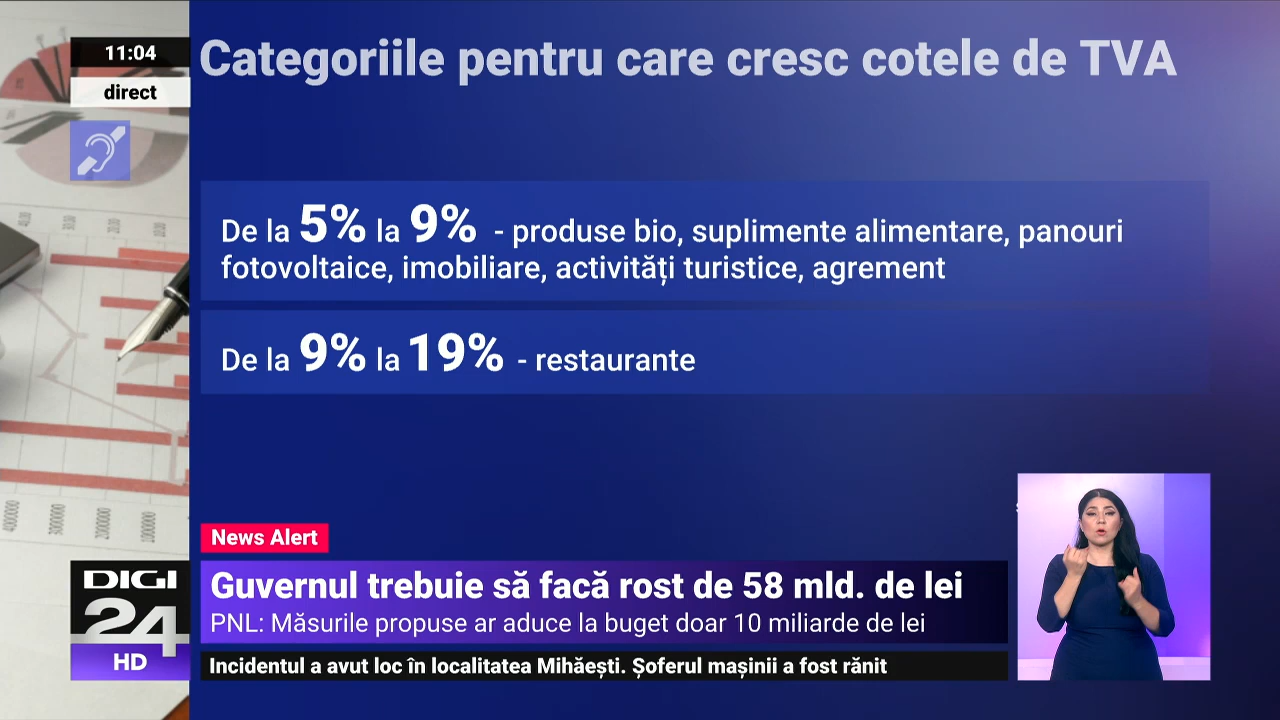 11:04
direct
Categoriile pentru care cresc cotele de TVA
De la 5% la 9% - produse bio, suplimente alimentare, panouri
fotovoltaice, imobiliare, activități turistice, agrement
De la 9% la 19% - restaurante
News Alert
Guvernul trebuie să facă rost de 58 mld. de lei
PNL: Măsurile propuse ar aduce la buget doar 10 miliarde de lei
Incidentul a avut loc în localitatea Mihăești. Șoferul mașinii a fost rănit
DIGI
24
HD